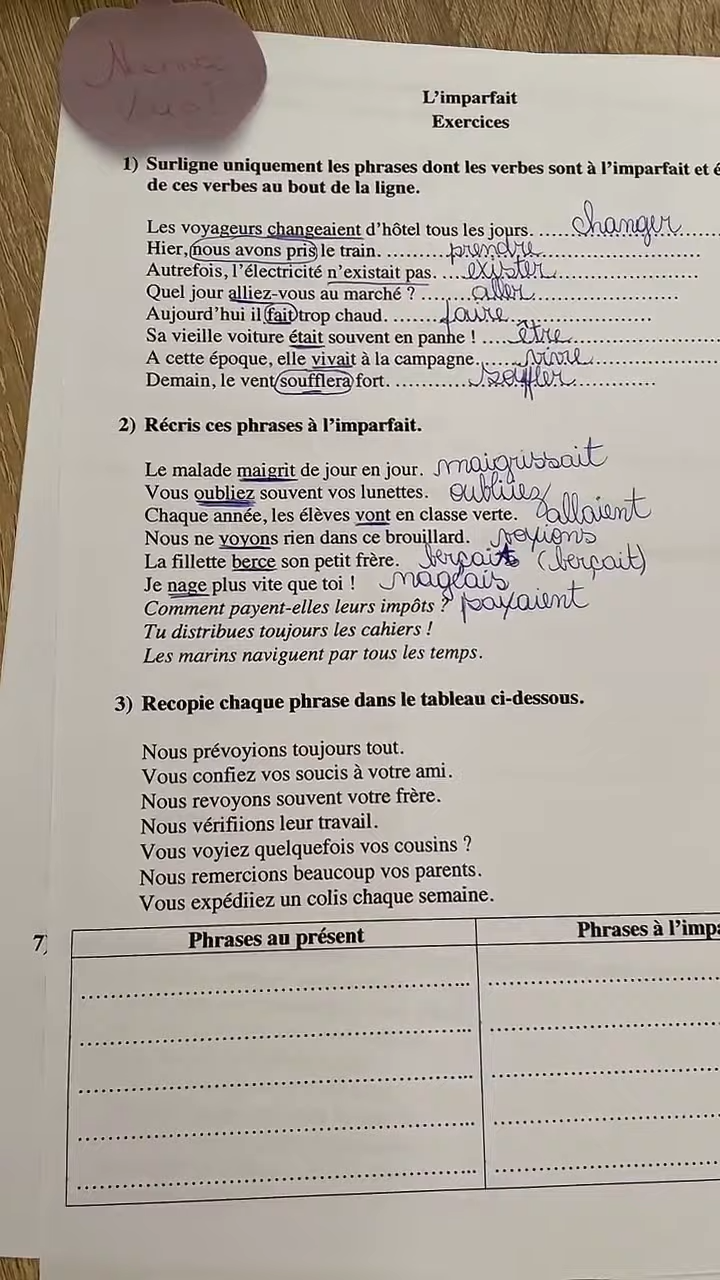 L'imparfait
Exercices
1) Surligne uniquement les phrases dont les verbes sont à l'imparfait et é
de ces verbes au bout de la ligne.
Les voyageurs changeaient d'hôtel tous les jours. changer
Hier, nous avons pris le train. prendre
Autrefois, l'électricité n'existait pas. exister
Quel jour alliez-vous au marché ? aller
Aujourd'hui il fait trop chaud. faire
Sa vieille voiture était souvent en panne ! être
A cette époque, elle vivait à la campagne. vivre
Demain, le vent soufflera fort. souffler
2) Récris ces phrases à l'imparfait.
Le malade maigrit de jour en jour. maigrissait
Vous oubliez souvent vos lunettes. oubliiez
Chaque année, les élèves vont en classe verte. allaient
Nous ne voyons rien dans ce brouillard. voyions
La fillette berce son petit frère. berçait (berçait)
Je nage plus vite que toi ! nageais
Comment payent-elles leurs impôts ? payaient
Tu distribues toujours les cahiers !
Les marins naviguent par tous les temps.
3) Recopie chaque phrase dans le tableau ci-dessous.
Nous prévoyions toujours tout.
Vous confiez vos soucis à votre ami.
Nous revoyons souvent votre frère.
Nous vérifiions leur travail.
Vous voyiez quelquefois vos cousins ?
Nous remercions beaucoup vos parents.
Vous expédiiez un colis chaque semaine.
7)
Phrases au présent
Phrases à l'impa